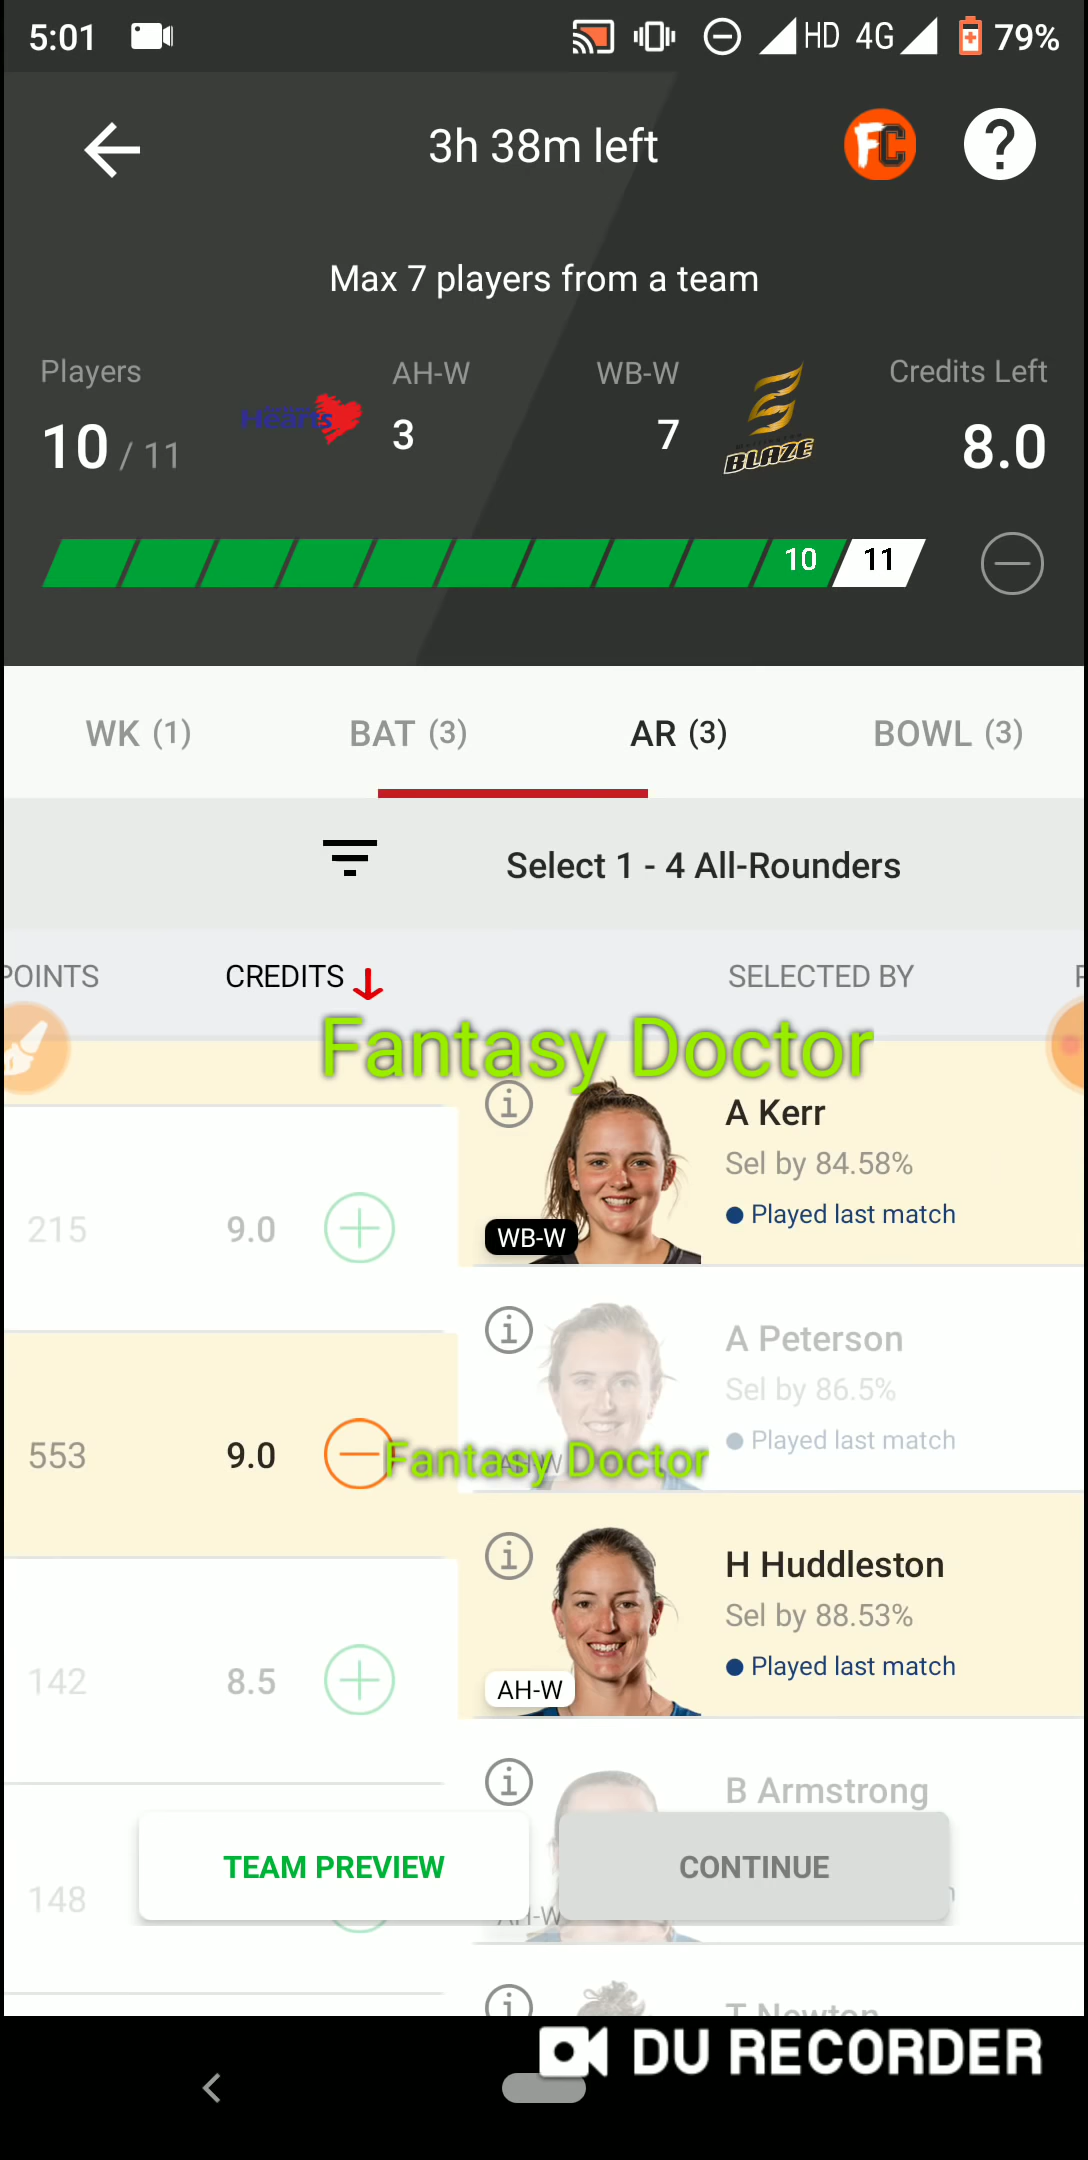 5:01 HD 4G 79%
3h 38m left FC ?
Max 7 players from a team
Players AH-W WB-W Credits Left
10 / 11 Hearts 3 7 BLAZE 8.0
10 11
WK (1) BAT (3) AR (3) BOWL (3)
Select 1 - 4 All-Rounders
POINTS CREDITS SELECTED BY
Fantasy Doctor
A Kerr
Sel by 84.58%
215 9.0 Played last match
WB-W
A Peterson
Sel by 86.5%
553 9.0 Played last match
Fantasy Doctor
AH-W
H Huddleston
Sel by 88.53%
142 8.5 Played last match
AH-W
B Armstrong
TEAM PREVIEW CONTINUE
148
AH-W
T Newton
DU RECORDER